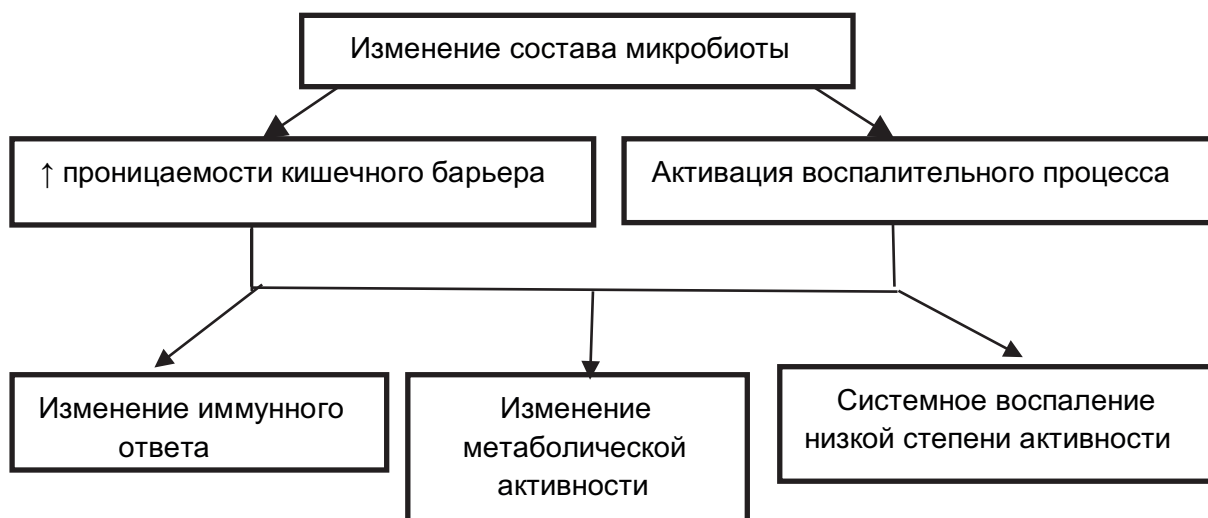 Изменение состава микробиоты
↑ проницаемости кишечного барьера
Активация воспалительного процесса
Изменение иммунного
ответа
Изменение
метаболической
активности
Системное воспаление
низкой степени активности